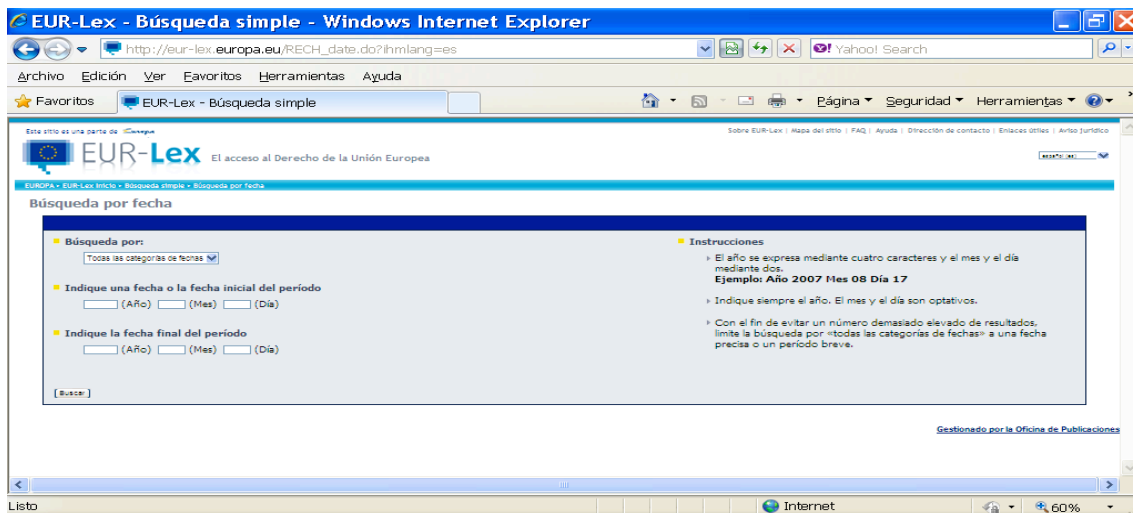 EUR-Lex - Búsqueda simple - Windows Internet Explorer
http://eur-lex.europa.eu/RECH_date.do?ihmlang=es
Yahoo! Search
Archivo Edición Ver Favoritos Herramientas Ayuda
Favoritos EUR-Lex - Búsqueda simple Página Seguridad Herramientas
Este sitio es una parte de Europa
Sobre EUR-Lex | Mapa del sitio | FAQ | Ayuda | Dirección de contacto | Enlaces útiles | Aviso jurídico
EUR-Lex El acceso al Derecho de la Unión Europea
español (es)
EUROPA > EUR-Lex Inicio > Búsqueda simple > Búsqueda por fecha
Búsqueda por fecha
Búsqueda por:
Todas las categorías de fechas
Indique una fecha o la fecha inicial del período
(Año) (Mes) (Día)
Indique la fecha final del período
(Año) (Mes) (Día)
[ Buscar ]
Instrucciones
El año se expresa mediante cuatro caracteres y el mes y el día
mediante dos.
Ejemplo: Año 2007 Mes 08 Día 17
Indique siempre el año. El mes y el día son optativos.
Con el fin de evitar un número demasiado elevado de resultados,
limite la búsqueda por «todas las categorías de fechas» a una fecha
precisa o un período breve.
Gestionado por la Oficina de Publicaciones
Listo Internet 60%